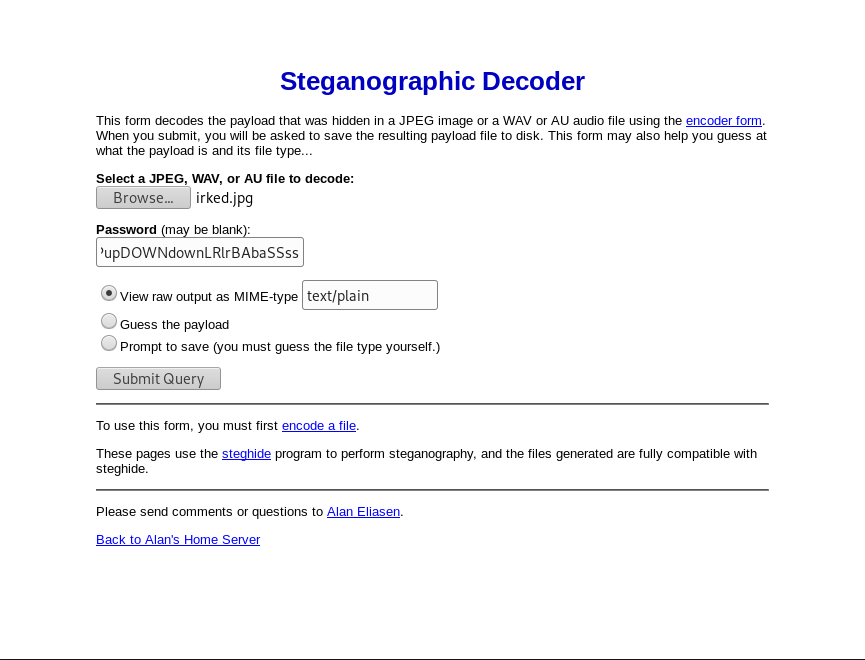 Steganographic Decoder
This form decodes the payload that was hidden in a JPEG image or a WAV or AU audio file using the encoder form.
When you submit, you will be asked to save the resulting payload file to disk. This form may also help you guess at
what the payload is and its file type...
Select a JPEG, WAV, or AU file to decode:
Browse... irked.jpg
Password (may be blank):
upDOWNdownLRlrBAbaSSss
View raw output as MIME-type text/plain
Guess the payload
Prompt to save (you must guess the file type yourself.)
Submit Query
To use this form, you must first encode a file.
These pages use the steghide program to perform steganography, and the files generated are fully compatible with
steghide.
Please send comments or questions to Alan Eliasen.
Back to Alan's Home Server